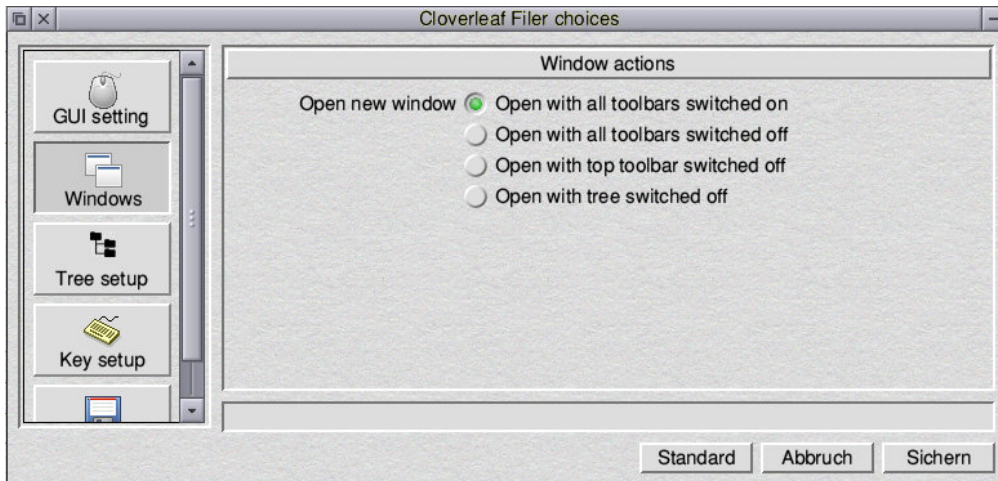 Cloverleaf Filer choices
GUI setting
Windows
Tree setup
Key setup
Window actions
Open new window Open with all toolbars switched on
Open with all toolbars switched off
Open with top toolbar switched off
Open with tree switched off
Standard Abbruch Sichern